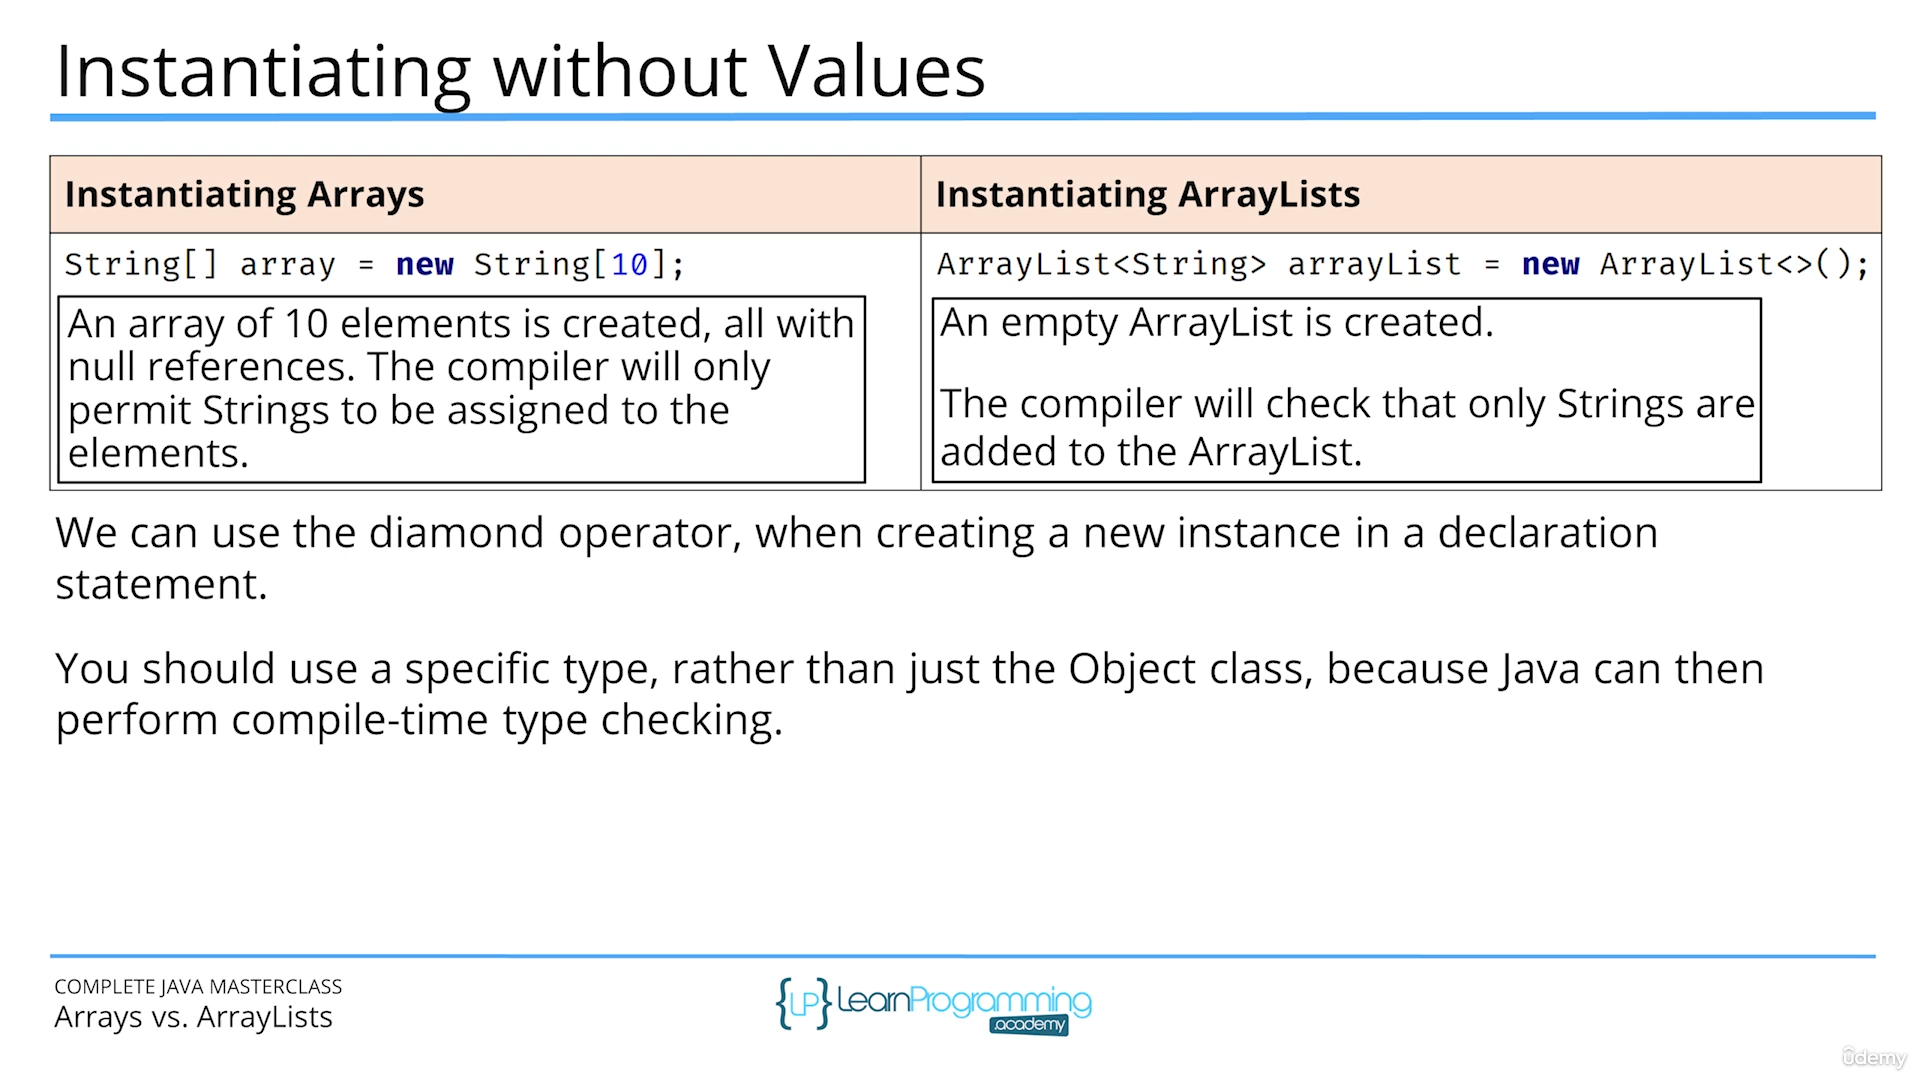 Instantiating without Values
Instantiating Arrays
String[] array = new String[10];
An array of 10 elements is created, all with
null references. The compiler will only
permit Strings to be assigned to the
elements.
Instantiating ArrayLists
ArrayList<String> arrayList = new ArrayList<>();
An empty ArrayList is created.
The compiler will check that only Strings are
added to the ArrayList.
We can use the diamond operator, when creating a new instance in a declaration
statement.
You should use a specific type, rather than just the Object class, because Java can then
perform compile-time type checking.
COMPLETE JAVA MASTERCLASS
Arrays vs. ArrayLists
{LP} LearnProgramming
.academy
ûdemy